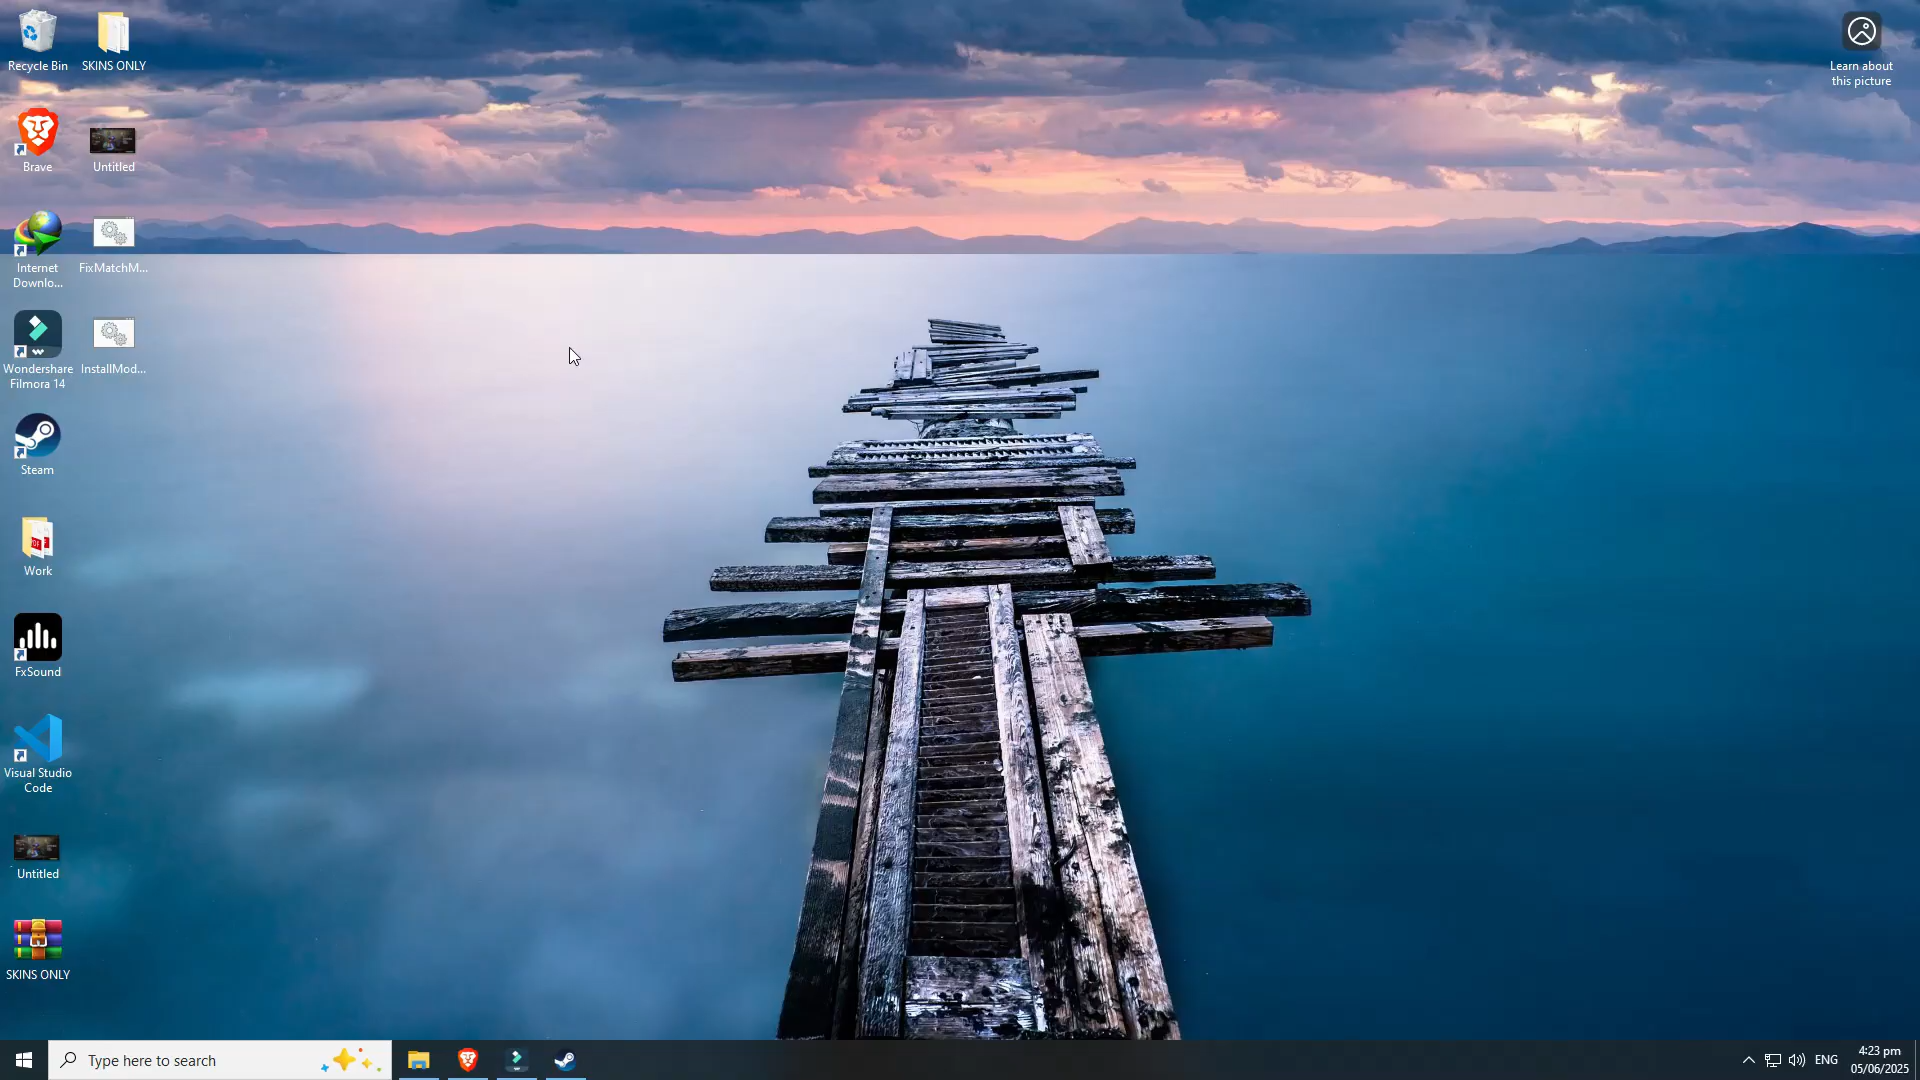 Recycle Bin
SKINS ONLY
Learn about
this picture
Brave
Untitled
Internet
Downlo...
FixMatchM...
Wondershare
Filmora 14
InstallMod...
Steam
Work
FxSound
Visual Studio
Code
Untitled
SKINS ONLY
Type here to search
ENG
4:23 pm
05/06/2025